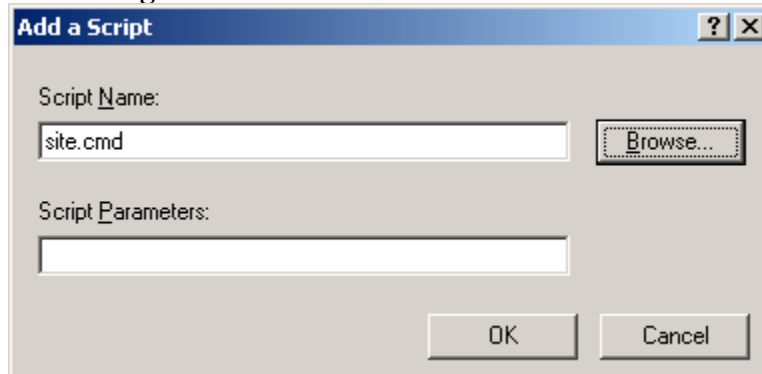 Add a Script
Script Name:
site.cmd
Browse...
Script Parameters:
OK
Cancel